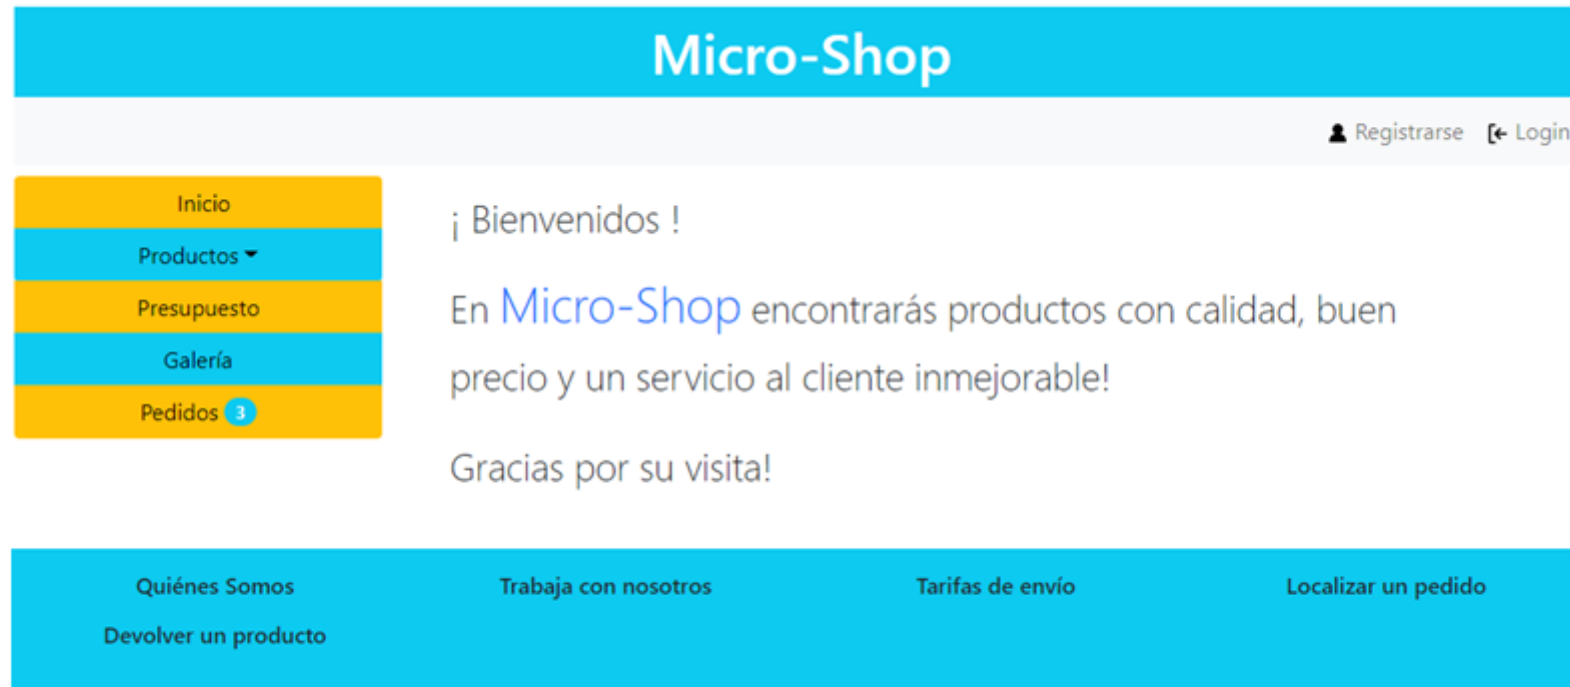 Micro-Shop
Registrarse Login
Inicio
Productos
Presupuesto
Galería
Pedidos 3
¡ Bienvenidos !
En Micro-Shop encontrarás productos con calidad, buen
precio y un servicio al cliente inmejorable!
Gracias por su visita!
Quiénes Somos Trabaja con nosotros Tarifas de envío Localizar un pedido
Devolver un producto